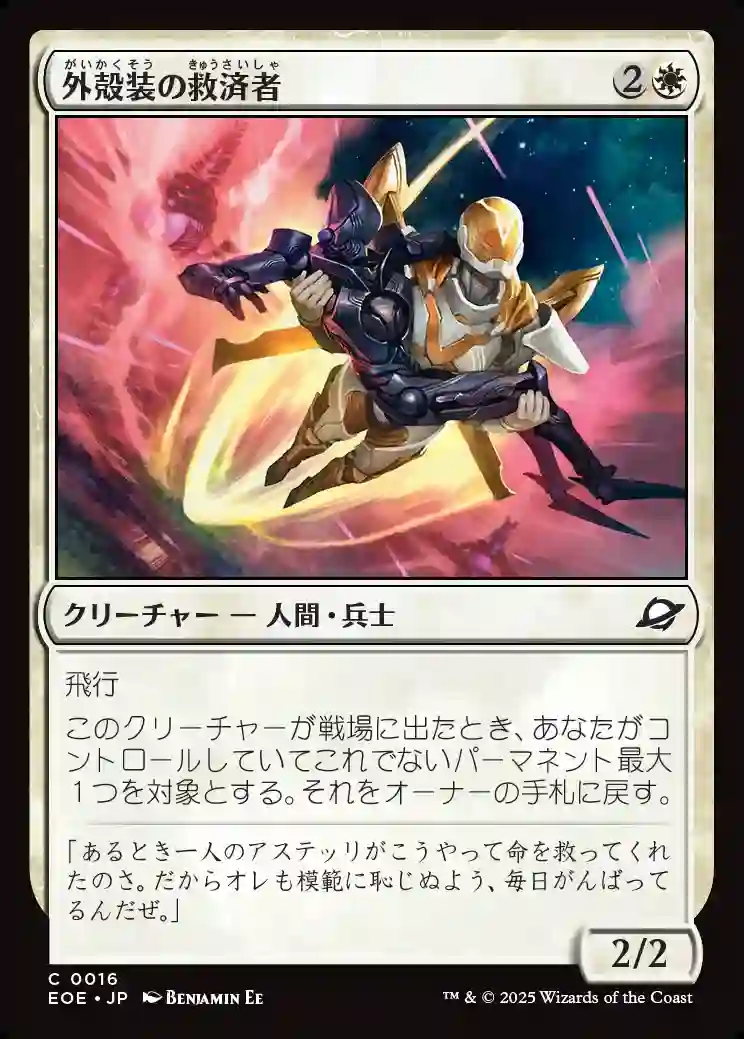 がいかくそう きゅうさいしゃ
外殻装の救済者 2
クリーチャー — 人間・兵士
飛行
このクリーチャーが戦場に出たとき、あなたがコ
ントロールしていてこれでないパーマネント最大
１つを対象とする。それをオーナーの手札に戻す。
「あるとき一人のアステッリがこうやって命を救ってくれ
たのさ。だからオレも模範に恥じぬよう、毎日がんばって
るんだぜ。」
2/2
C 0016
EOE • JP Benjamin Ee
™ & © 2025 Wizards of the Coast